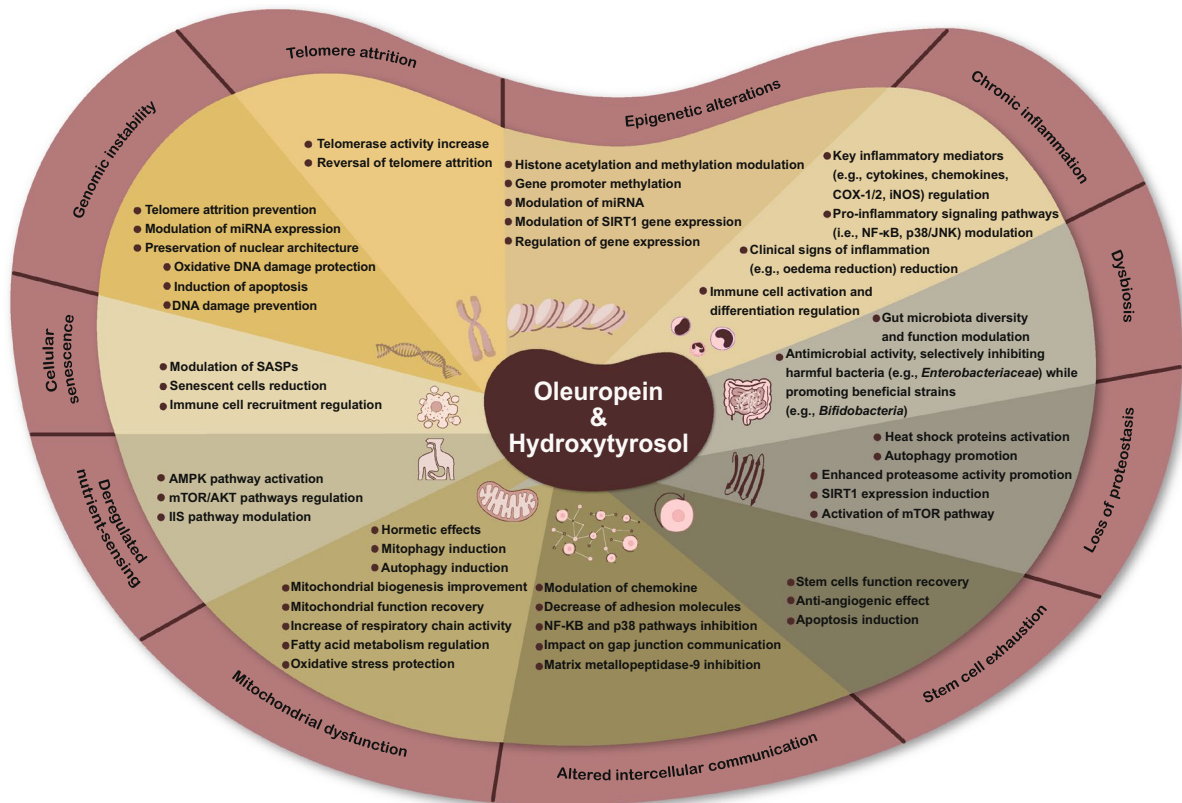 Telomere attrition
Telomerase activity increase
Reversal of telomere attrition
Epigenetic alterations
Histone acetylation and methylation modulation
Gene promoter methylation
Modulation of miRNA
Modulation of SIRT1 gene expression
Regulation of gene expression
Chronic inflammation
Key inflammatory mediators
(e.g., cytokines, chemokines,
COX-1/2, iNOS) regulation
Pro-inflammatory signaling pathways
(i.e., NF-κB, p38/JNK) modulation
Clinical signs of inflammation
(e.g., oedema reduction) reduction
Immune cell activation and
differentiation regulation
Dysbiosis
Gut microbiota diversity
and function modulation
Antimicrobial activity, selectively inhibiting
harmful bacteria (e.g., Enterobacteriaceae) while
promoting beneficial strains
(e.g., Bifidobacteria)
Loss of proteostasis
Heat shock proteins activation
Autophagy promotion
Enhanced proteasome activity promotion
SIRT1 expression induction
Activation of mTOR pathway
Stem cell exhaustion
Stem cells function recovery
Anti-angiogenic effect
Apoptosis induction
Altered intercellular communication
Modulation of chemokine
Decrease of adhesion molecules
NF-KB and p38 pathways inhibition
Impact on gap junction communication
Matrix metallopeptidase-9 inhibition
Mitochondrial dysfunction
Hormetic effects
Mitophagy induction
Autophagy induction
Mitochondrial biogenesis improvement
Mitochondrial function recovery
Increase of respiratory chain activity
Fatty acid metabolism regulation
Oxidative stress protection
Deregulated
nutrient-sensing
AMPK pathway activation
mTOR/AKT pathways regulation
IIS pathway modulation
Cellular
senescence
Modulation of SASPs
Senescent cells reduction
Immune cell recruitment regulation
Genomic instability
Telomere attrition prevention
Modulation of miRNA expression
Preservation of nuclear architecture
Oxidative DNA damage protection
Induction of apoptosis
DNA damage prevention
Oleuropein
&
Hydroxytyrosol